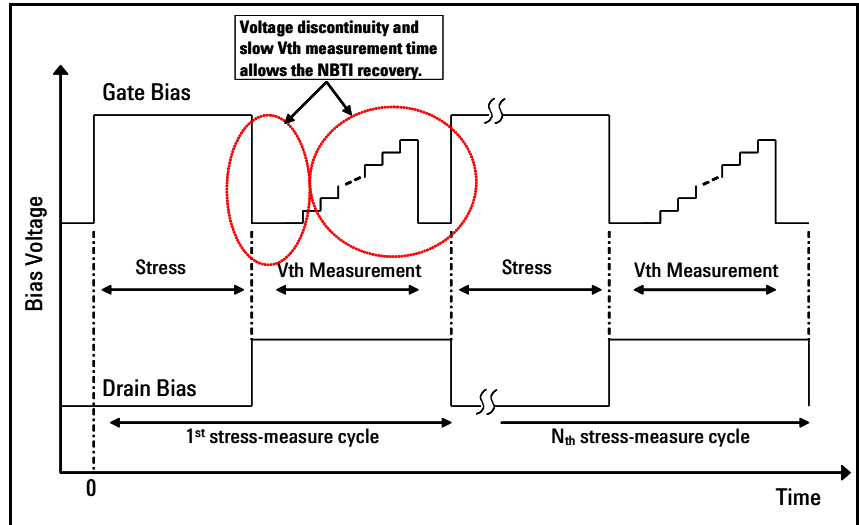 Voltage discontinuity and
slow Vth measurement time
allows the NBTI recovery.
Gate Bias
Stress
Vth Measurement
Stress
Vth Measurement
Bias Voltage
Drain Bias
1st stress-measure cycle
Nth stress-measure cycle
0
Time